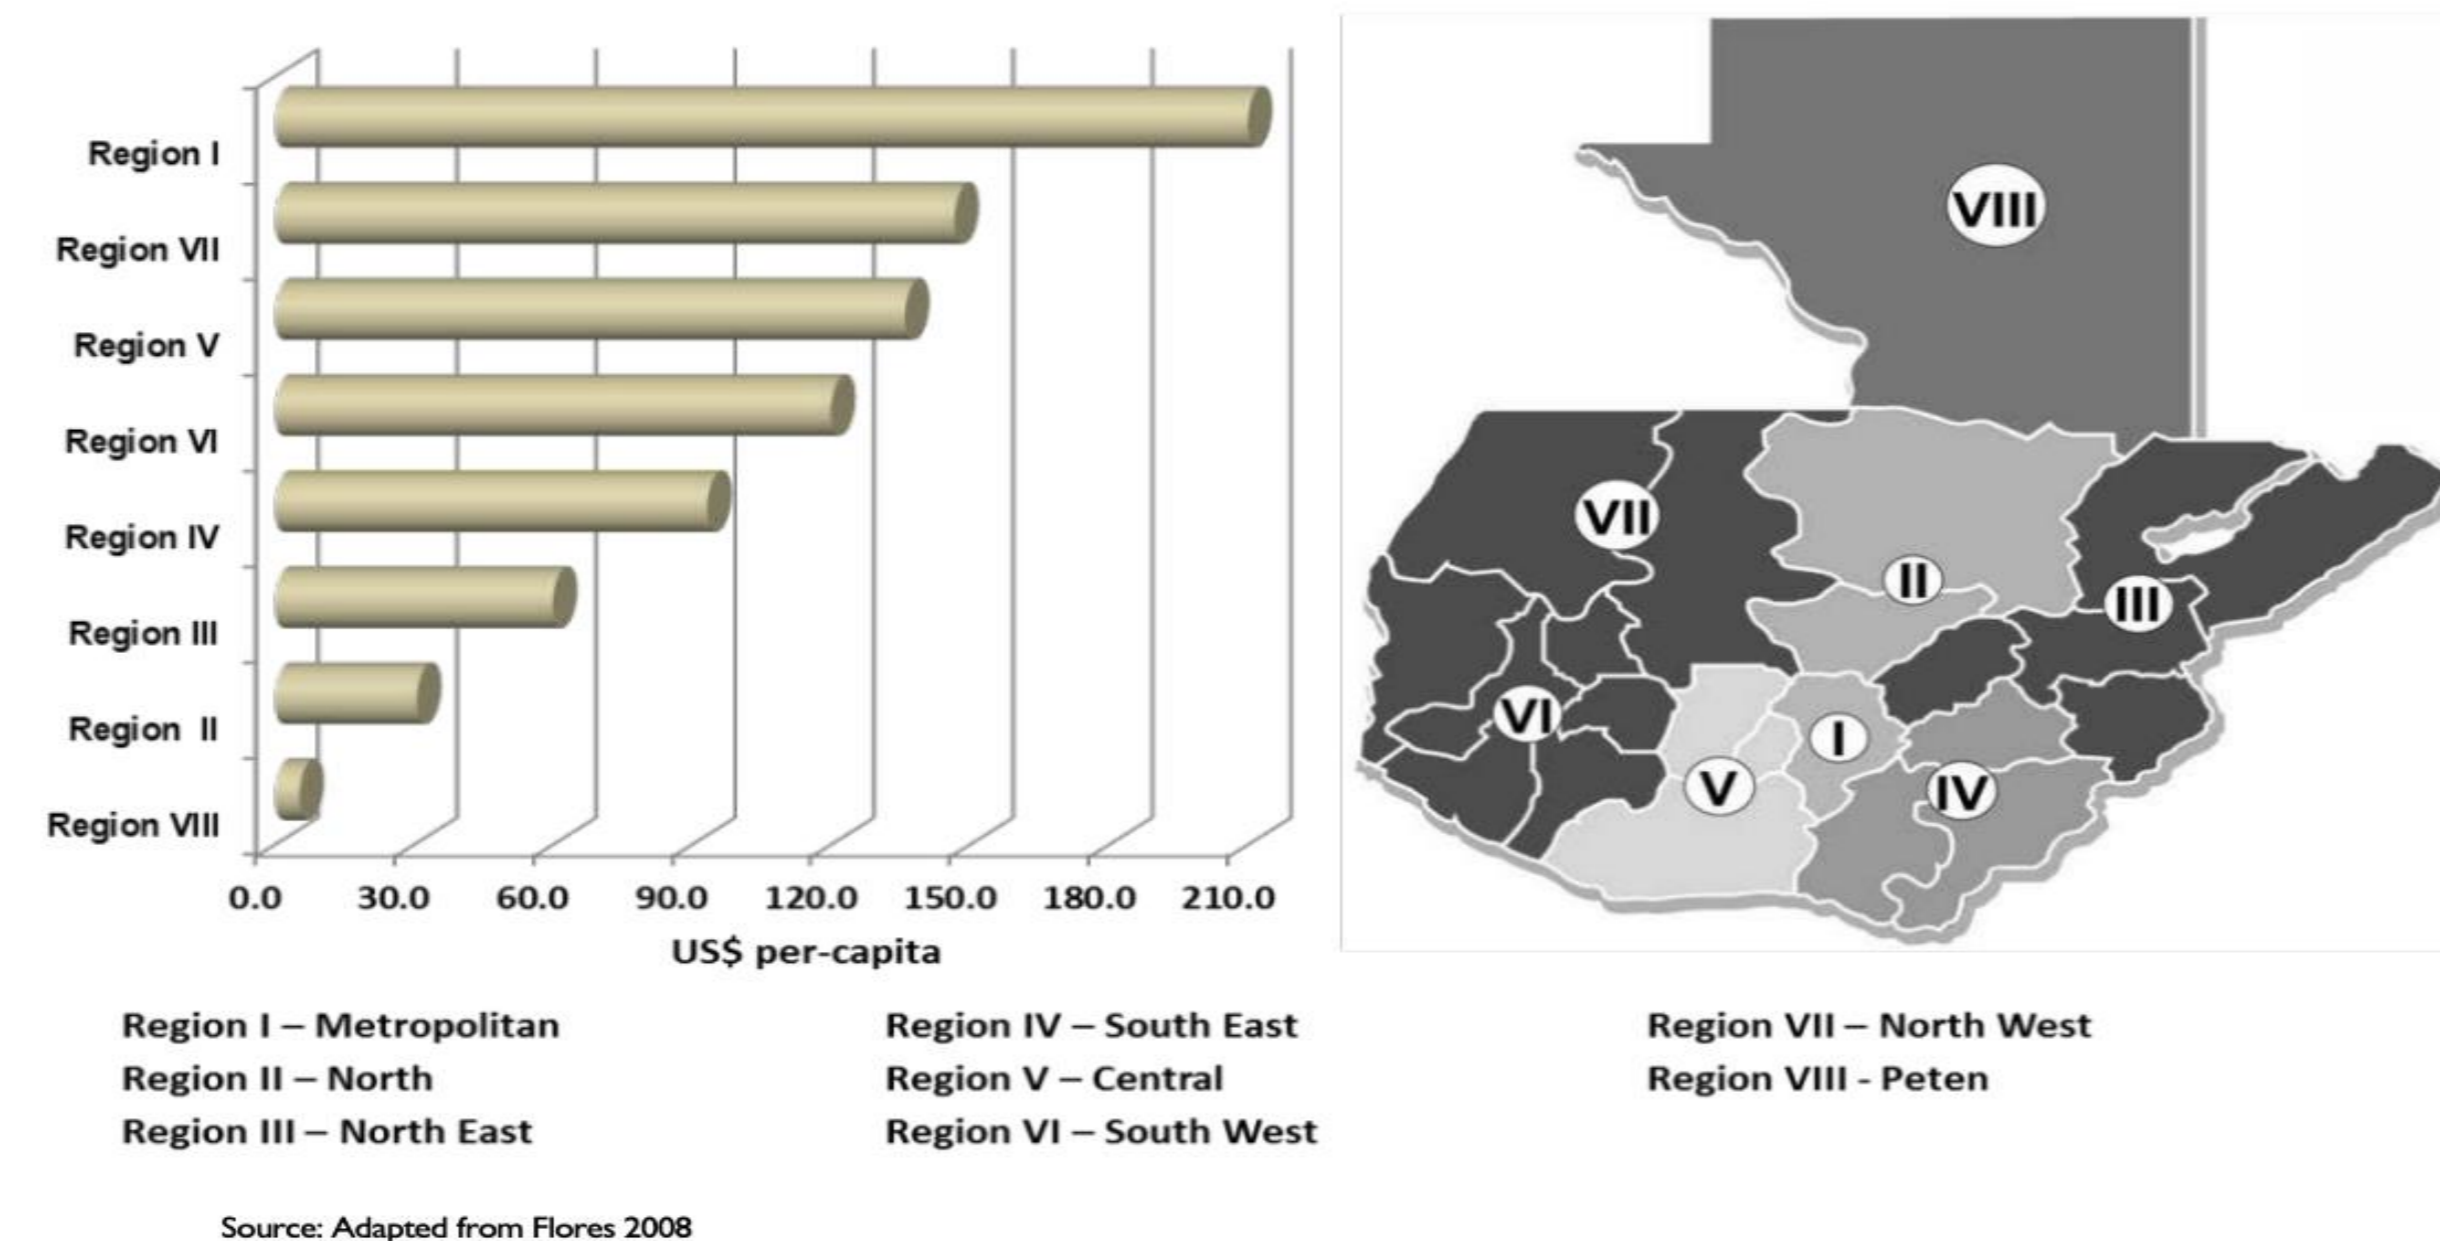 Region I
Region VII
Region V
Region VI
Region IV
Region III
Region II
Region VIII
0.0 30.0 60.0 90.0 120.0 150.0 180.0 210.0
US$ per-capita
VIII
VII
II
III
VI
I
V
IV
Region I – Metropolitan
Region II – North
Region III – North East
Region IV – South East
Region V – Central
Region VI – South West
Region VII – North West
Region VIII - Peten
Source: Adapted from Flores 2008